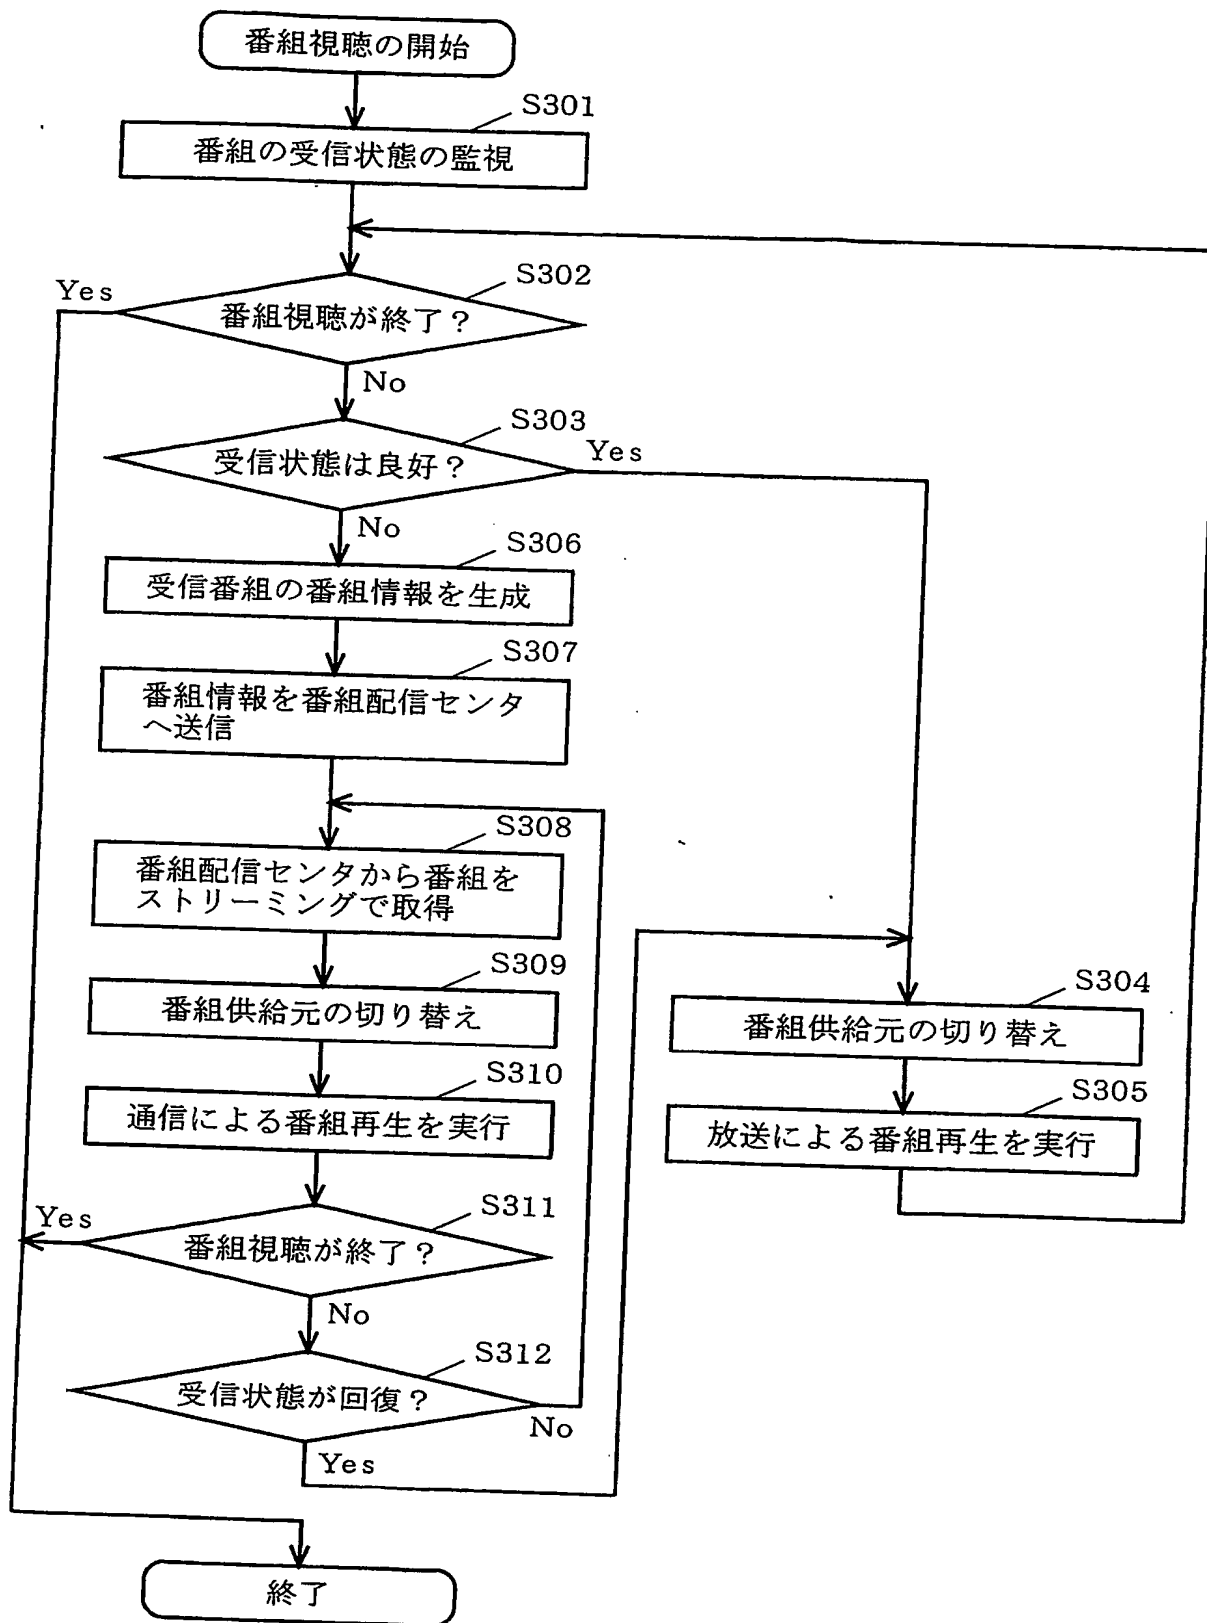 番組視聴の開始
S301
番組の受信状態の監視
S302
Yes
番組視聴が終了？
No
S303
Yes
受信状態は良好？
No
S306
受信番組の番組情報を生成
S307
番組情報を番組配信センタ
へ送信
S308
番組配信センタから番組を
ストリーミングで取得
S309
番組供給元の切り替え
S304
番組供給元の切り替え
S310
通信による番組再生を実行
S305
放送による番組再生を実行
S311
Yes
番組視聴が終了？
No
S312
受信状態が回復？
No
Yes
終了